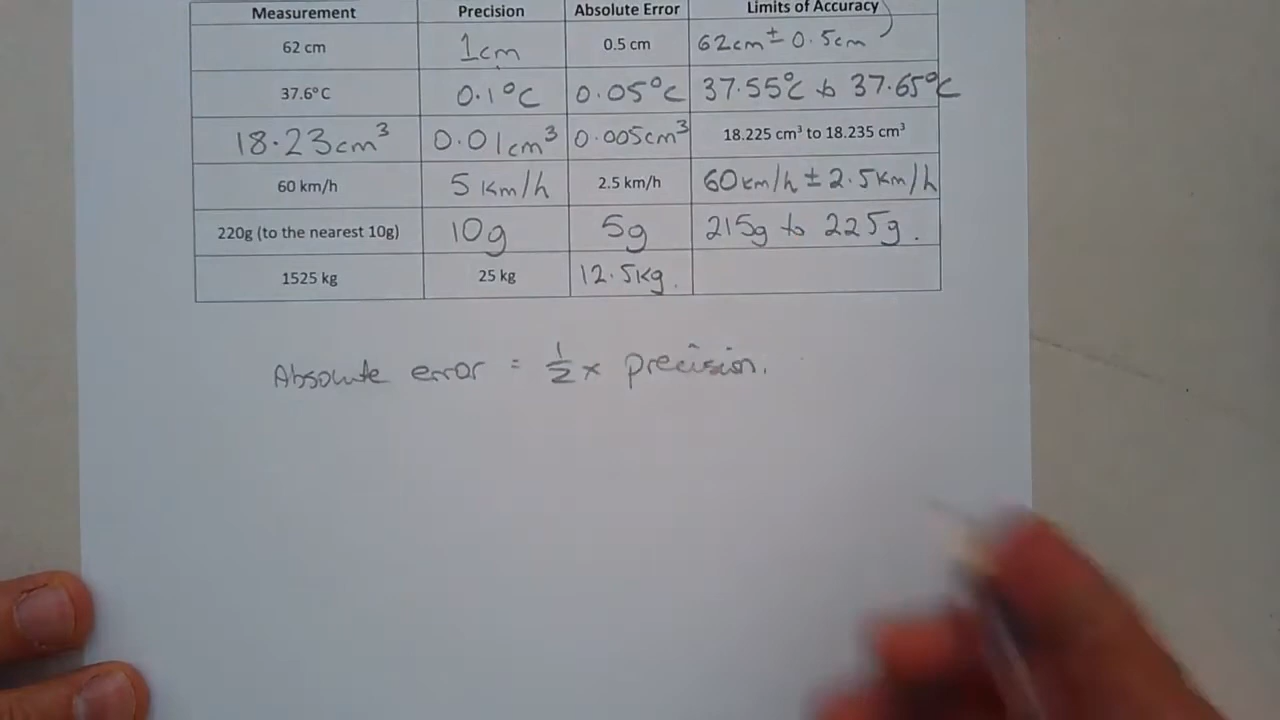 Measurement Precision Absolute Error Limits of Accuracy
62 cm 1cm 0.5 cm 62cm ± 0.5cm
37.6°C 0.1°C 0.05°C 37.55°C to 37.65°C
18.23cm³ 0.01cm³ 0.005cm³ 18.225 cm³ to 18.235 cm³
60 km/h 5 km/h 2.5 km/h 60km/h ± 2.5km/h
220g (to the nearest 10g) 10g 5g 215g to 225g.
1525 kg 25 kg 12.5kg.
Absolute error = 1/2 × precision.